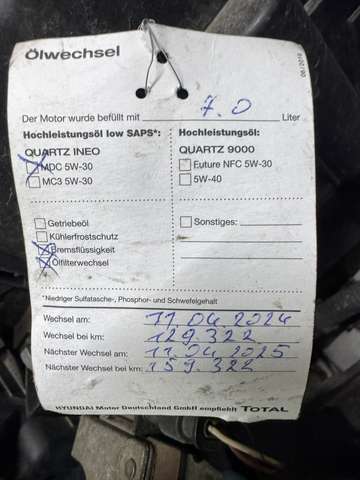 Ölwechsel
06/2019
Der Motor wurde befüllt mit 7.0 Liter
Hochleistungsöl low SAPS*: Hochleistungsöl:
QUARTZ INEO QUARTZ 9000
MDC 5W-30 Future NFC 5W-30
MC3 5W-30 5W-40
Getriebeöl Sonstiges:
Kühlerfrostschutz
Bremsflüssigkeit
Ölfilterwechsel
*Niedriger Sulfatasche-, Phosphor- und Schwefelgehalt
Wechsel am: 11.04.2024
Wechsel bei km: 129.322
Nächster Wechsel am: 11.04.2025
Nächster Wechsel bei km: 159.322
HYUNDAI Motor Deutschland GmbH empfiehlt TOTAL